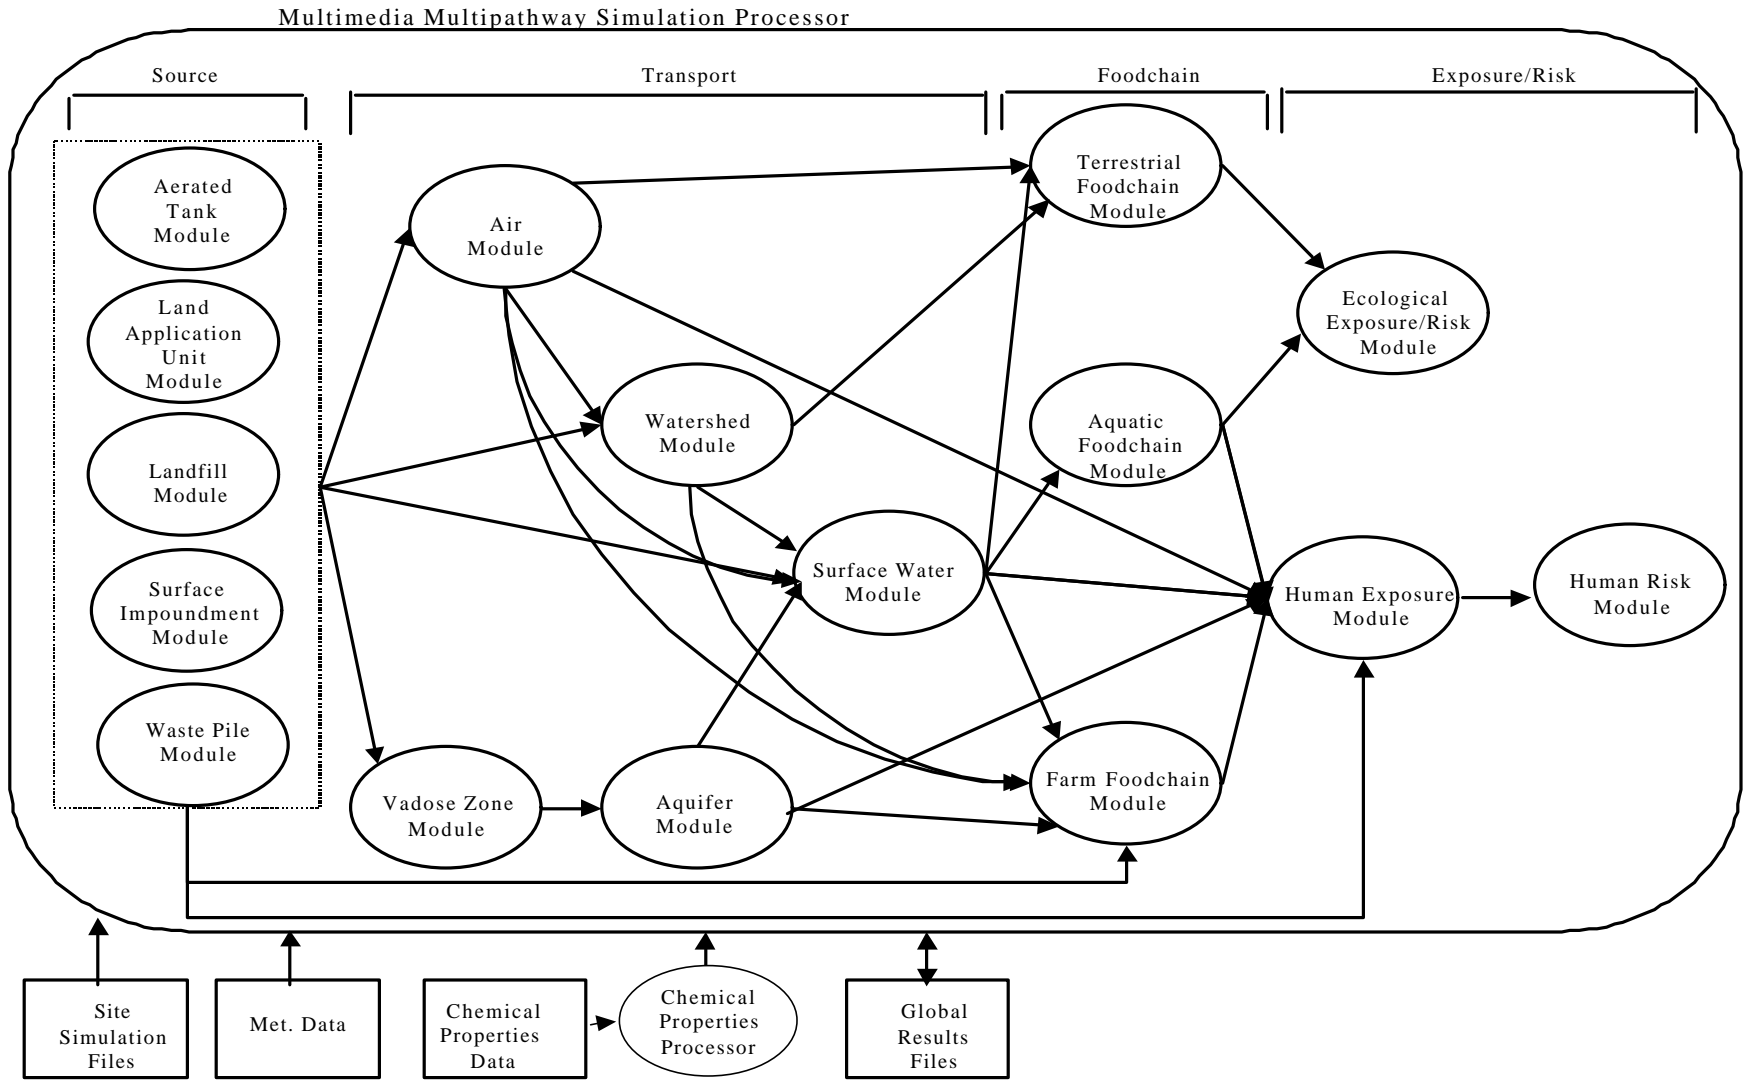 Multimedia Multipathway Simulation Processor
Source
Transport
Foodchain
Exposure/Risk
Aerated
Tank
Module
Land
Application
Unit
Module
Landfill
Module
Surface
Impoundment
Module
Waste Pile
Module
Air
Module
Watershed
Module
Surface Water
Module
Vadose Zone
Module
Aquifer
Module
Terrestrial
Foodchain
Module
Aquatic
Foodchain
Module
Farm Foodchain
Module
Ecological
Exposure/Risk
Module
Human Exposure
Module
Human Risk
Module
Site
Simulation
Files
Met. Data
Chemical
Properties
Data
Chemical
Properties
Processor
Global
Results
Files